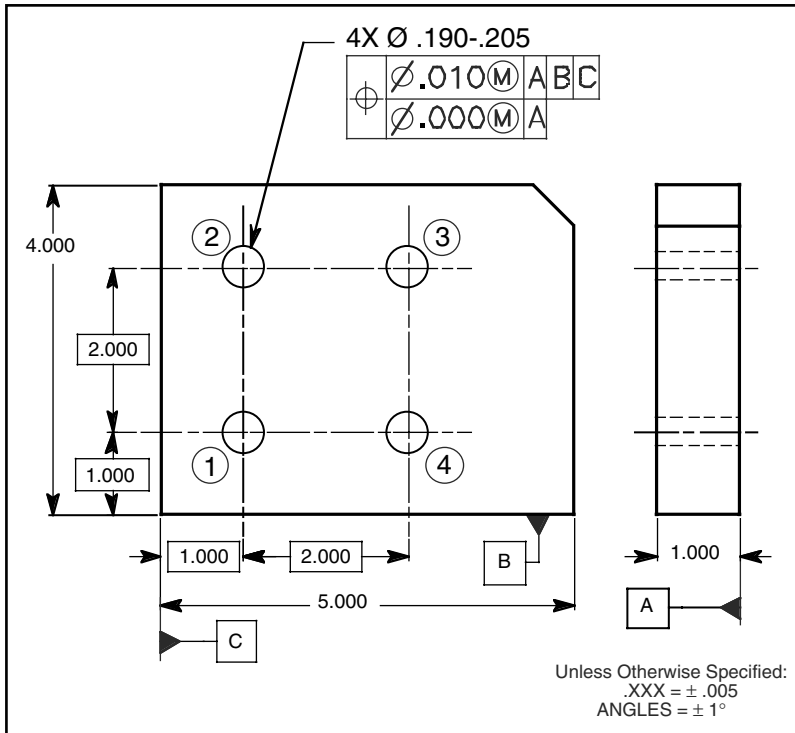 4X Ø .190-.205
⌖ Ø.010Ⓜ A B C
Ø.000Ⓜ A
② ③
4.000
2.000
① ④
1.000
1.000 2.000 B 1.000
5.000 A
C
Unless Otherwise Specified:
.XXX = ± .005
ANGLES = ± 1°